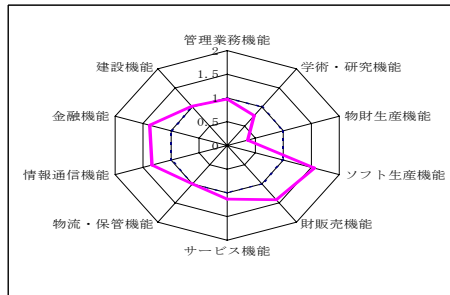 管理業務機能
2
建設機能
学術・研究機能
1.5
金融機能
1
物財生産機能
0.5
0
情報通信機能
ソフト生産機能
物流・保管機能
財販売機能
サービス機能